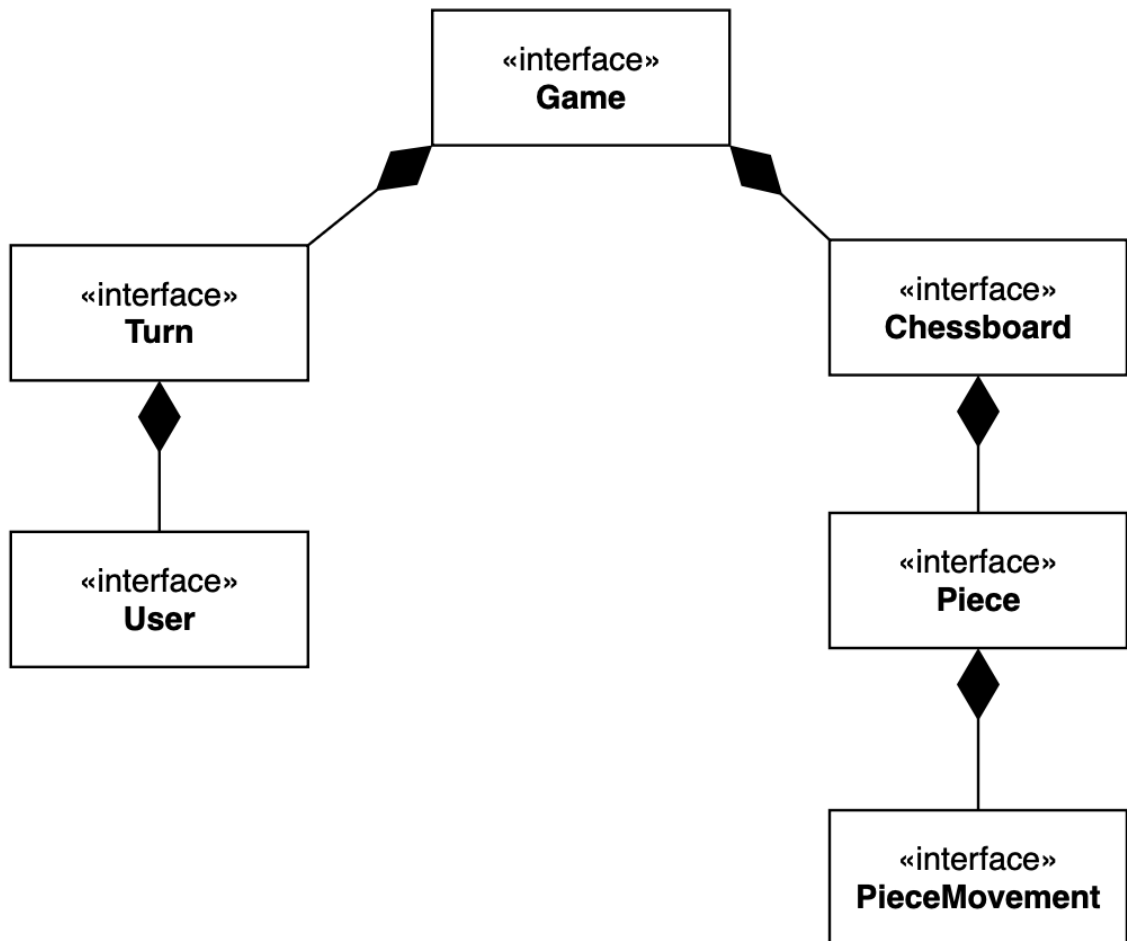 «interface»
Game
«interface»
Turn
«interface»
Chessboard
«interface»
User
«interface»
Piece
«interface»
PieceMovement